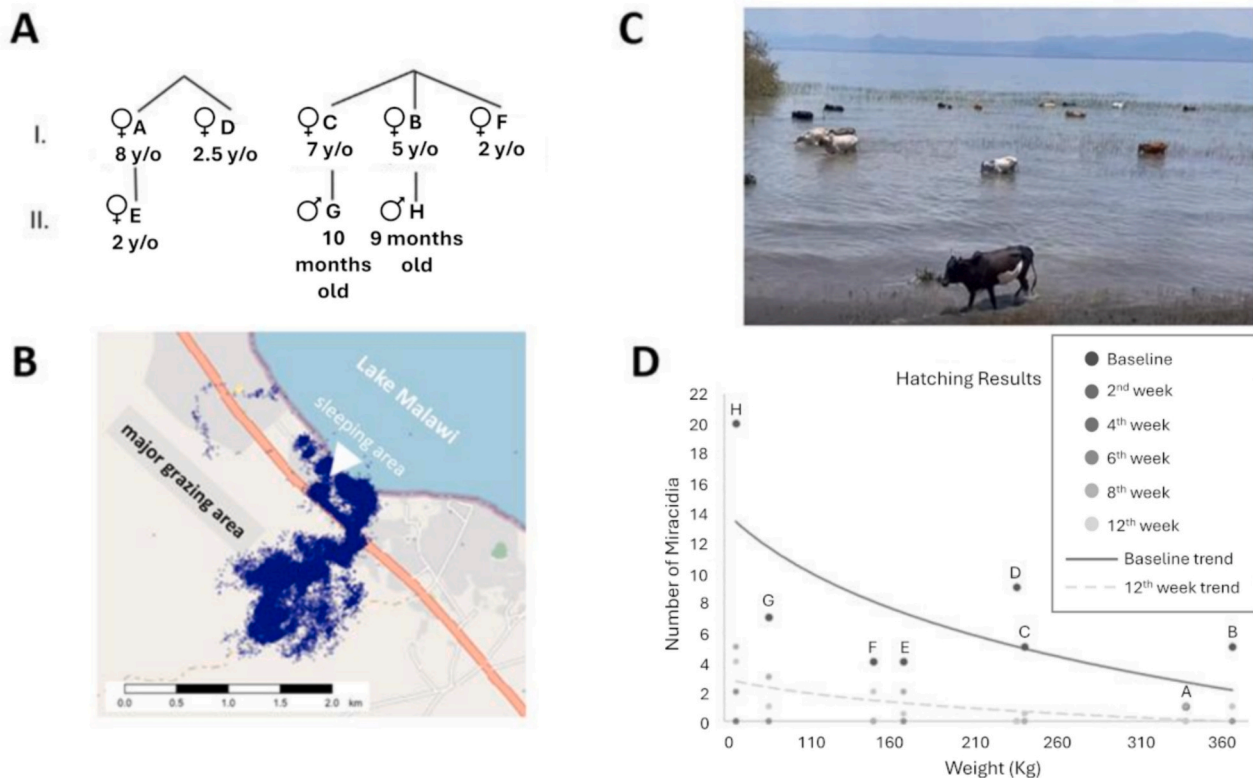 A
I.
♀A
8 y/o
♀D
2.5 y/o
♀C
7 y/o
♀B
5 y/o
♀F
2 y/o
II.
♀E
2 y/o
♂G
10
months
old
♂H
9 months
old
B
Lake Malawi
sleeping area
major grazing area
0.0 0.5 1.0 1.5 2.0
km
C
D
Hatching Results
Baseline
2nd week
4th week
6th week
8th week
12th week
Baseline trend
12th week trend
Number of Miracidia
22
20
18
16
14
12
10
8
6
4
2
0
H
G
F
E
D
C
B
A
0 110 160 210 260 310 360
Weight (Kg)